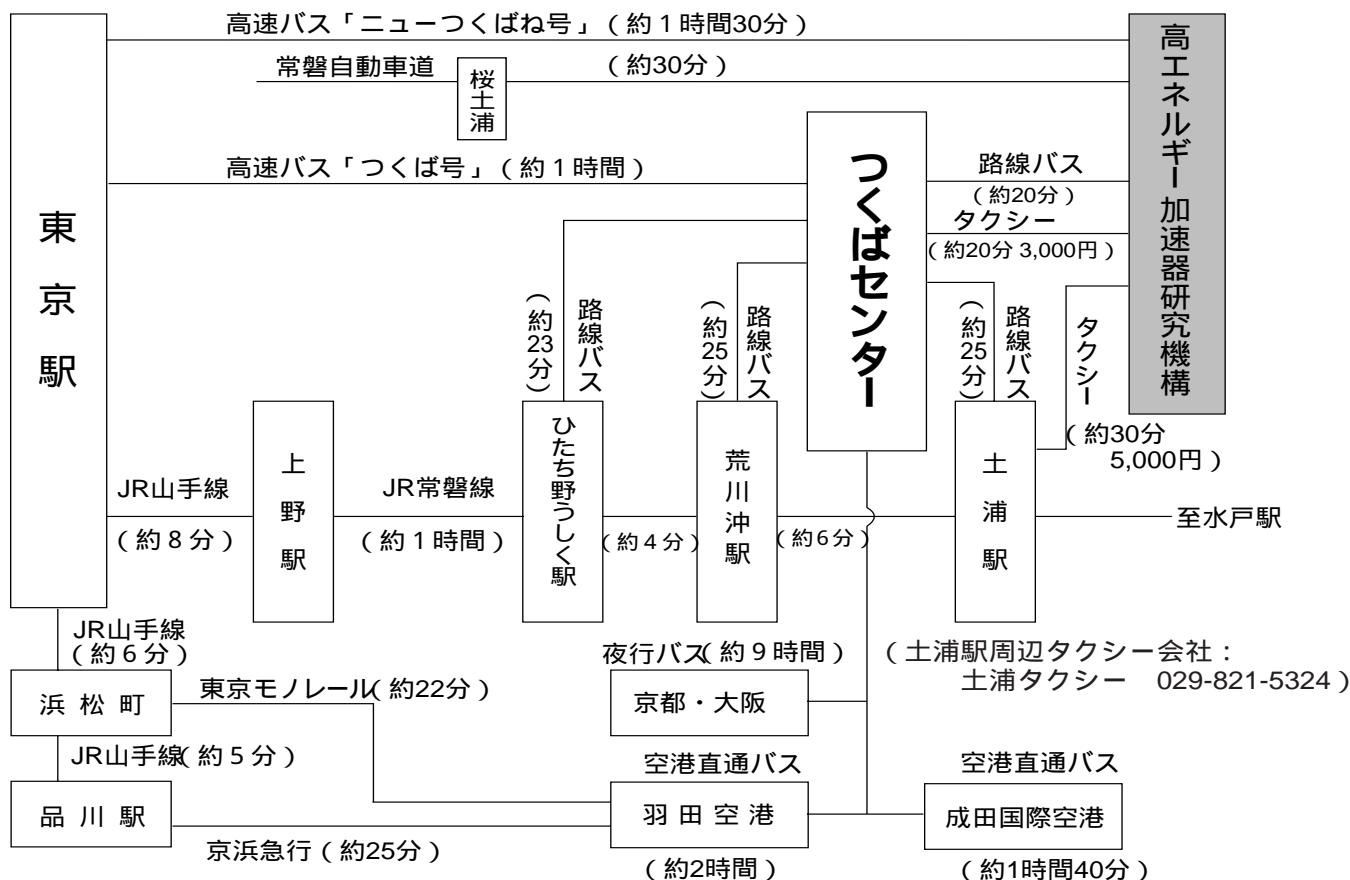 高速バス「ニューつくばね号」（約１時間30分）
常磐自動車道
桜土浦
（約30分）
高速バス「つくば号」（約１時間）
東京駅
つくばセンター
路線バス
（約20分）
タクシー
（約20分 3,000円）
高エネルギー加速器研究機構
（約23分）
路線バス
（約25分）
路線バス
（約25分）
路線バス
タクシー
（約30分
5,000円）
JR山手線
（約８分）
上野駅
JR常磐線
（約１時間）
ひたち野うしく駅
（約４分）
荒川沖駅
（約６分）
土浦駅
至水戸駅
JR山手線
（約６分）
浜松町
東京モノレール（約22分）
JR山手線（約５分）
品川駅
京浜急行（約25分）
夜行バス（約９時間）
京都・大阪
（土浦駅周辺タクシー会社：
土浦タクシー　029-821-5324）
空港直通バス
羽田空港
（約2時間）
空港直通バス
成田国際空港
（約1時間40分）